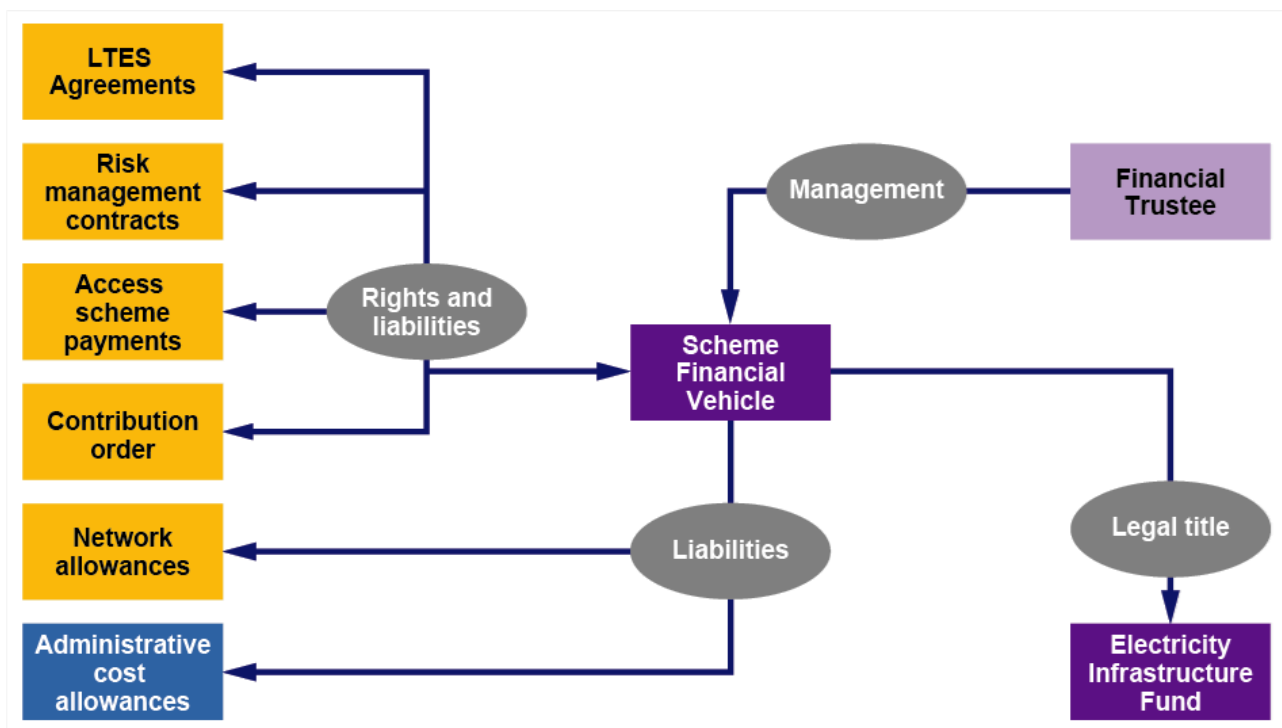 LTES
Agreements
Risk
management
contracts
Access
scheme
payments
Contribution
order
Network
allowances
Administrative
cost
allowances
Rights and
liabilities
Management
Financial
Trustee
Scheme
Financial
Vehicle
Liabilities
Legal title
Electricity
Infrastructure
Fund